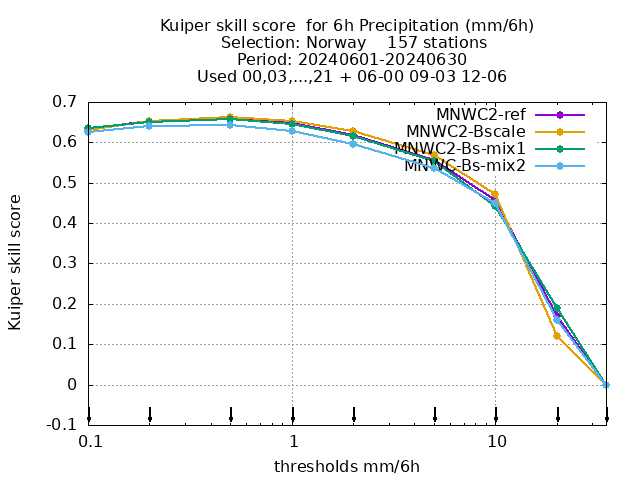 Kuiper skill score  for 6h Precipitation (mm/6h)
Selection: Norway    157 stations
Period: 20240601-20240630
Used 00,03,...,21 + 06-00 09-03 12-06
MNWC2-ref
MNWC2-Bscale
MNWC2-Bs-mix1
MNWC-Bs-mix2
Kuiper skill score
0.7
0.6
0.5
0.4
0.3
0.2
0.1
0
-0.1
0.1 1 10
thresholds mm/6h